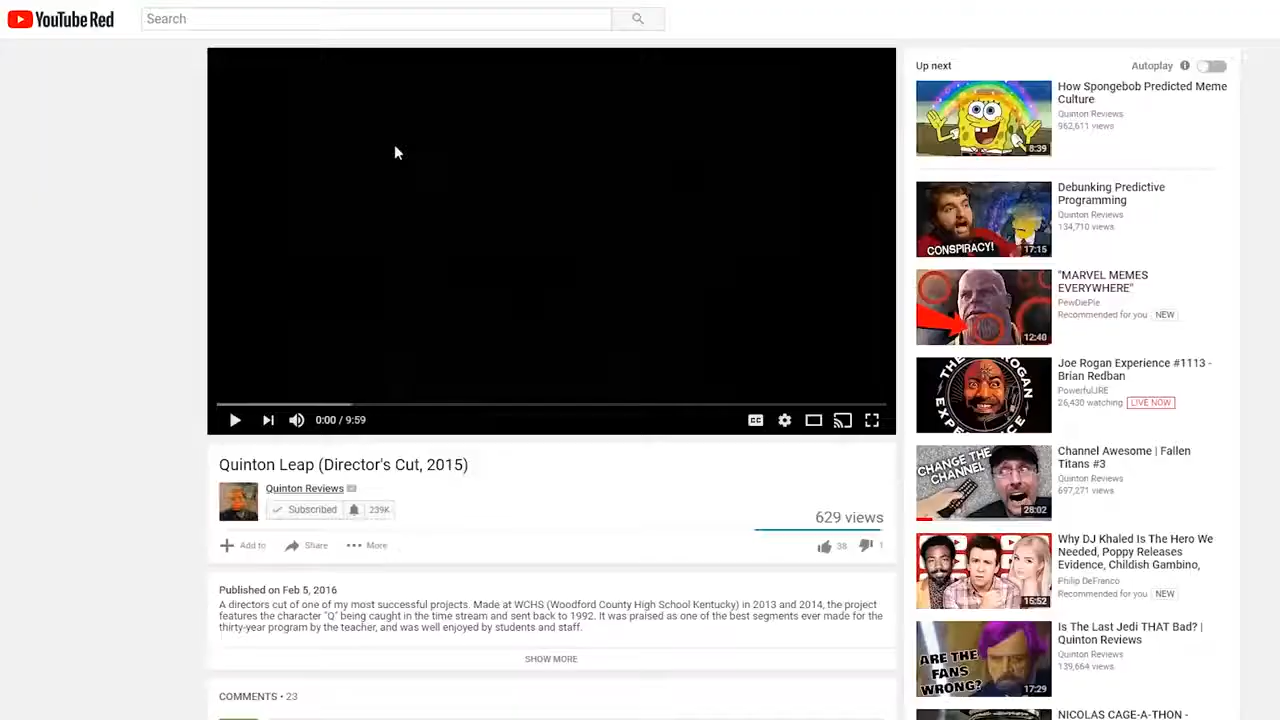 YouTube Red
Search
Up next
Autoplay
How Spongebob Predicted Meme
Culture
Quinton Reviews
962,611 views
8:39
Debunking Predictive
Programming
Quinton Reviews
134,710 views
CONSPIRACY!
17:15
"MARVEL MEMES
EVERYWHERE"
PewDiePie
Recommended for you NEW
12:40
Joe Rogan Experience #1113 -
Brian Redban
PowerfulJRE
26,430 watching LIVE NOW
CC
0:00 / 9:59
Quinton Leap (Director's Cut, 2015)
Quinton Reviews
Subscribed 239K
629 views
Add to Share More
38 1
Published on Feb 5, 2016
A directors cut of one of my most successful projects. Made at WCHS (Woodford County High School Kentucky) in 2013 and 2014, the project
features the character "Q" being caught in the time stream and sent back to 1992. It was praised as one of the best segments ever made for the
thirty-year program by the teacher, and was well enjoyed by students and staff.
SHOW MORE
COMMENTS • 23
Channel Awesome | Fallen
Titans #3
Quinton Reviews
697,271 views
CHANGE THE
CHANNEL
28:02
Why DJ Khaled Is The Hero We
Needed, Poppy Releases
Evidence, Childish Gambino,
Philip DeFranco
Recommended for you NEW
15:52
Is The Last Jedi THAT Bad? |
Quinton Reviews
Quinton Reviews
139,664 views
ARE THE
FANS
WRONG?
17:29
NICOLAS CAGE-A-THON -